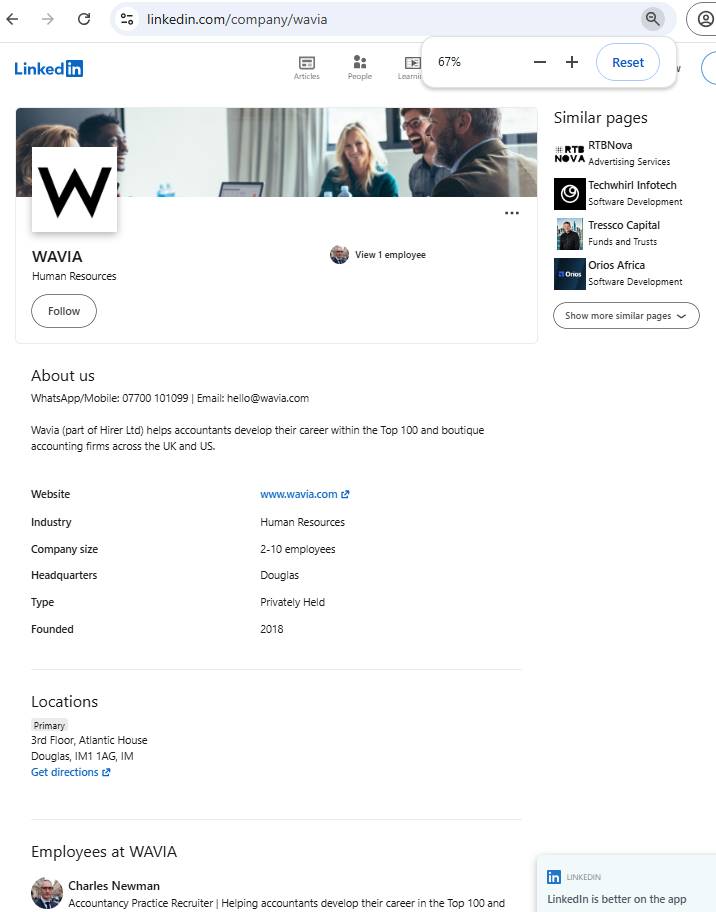 linkedin.com/company/wavia
67%
Reset
LinkedIn
Articles
People
Learni
W
WAVIA
Human Resources
View 1 employee
Follow
Similar pages
RTB NOVA
RTBNova
Advertising Services
Techwhirl Infotech
Software Development
Tressco Capital
Funds and Trusts
Orios
Orios Africa
Software Development
Show more similar pages
About us
WhatsApp/Mobile: 07700 101099 | Email: hello@wavia.com
Wavia (part of Hirer Ltd) helps accountants develop their career within the Top 100 and boutique
accounting firms across the UK and US.
Website www.wavia.com
Industry Human Resources
Company size 2-10 employees
Headquarters Douglas
Type Privately Held
Founded 2018
Locations
Primary
3rd Floor, Atlantic House
Douglas, IM1 1AG, IM
Get directions
Employees at WAVIA
Charles Newman
Accountancy Practice Recruiter | Helping accountants develop their career in the Top 100 and
in LINKEDIN
LinkedIn is better on the app